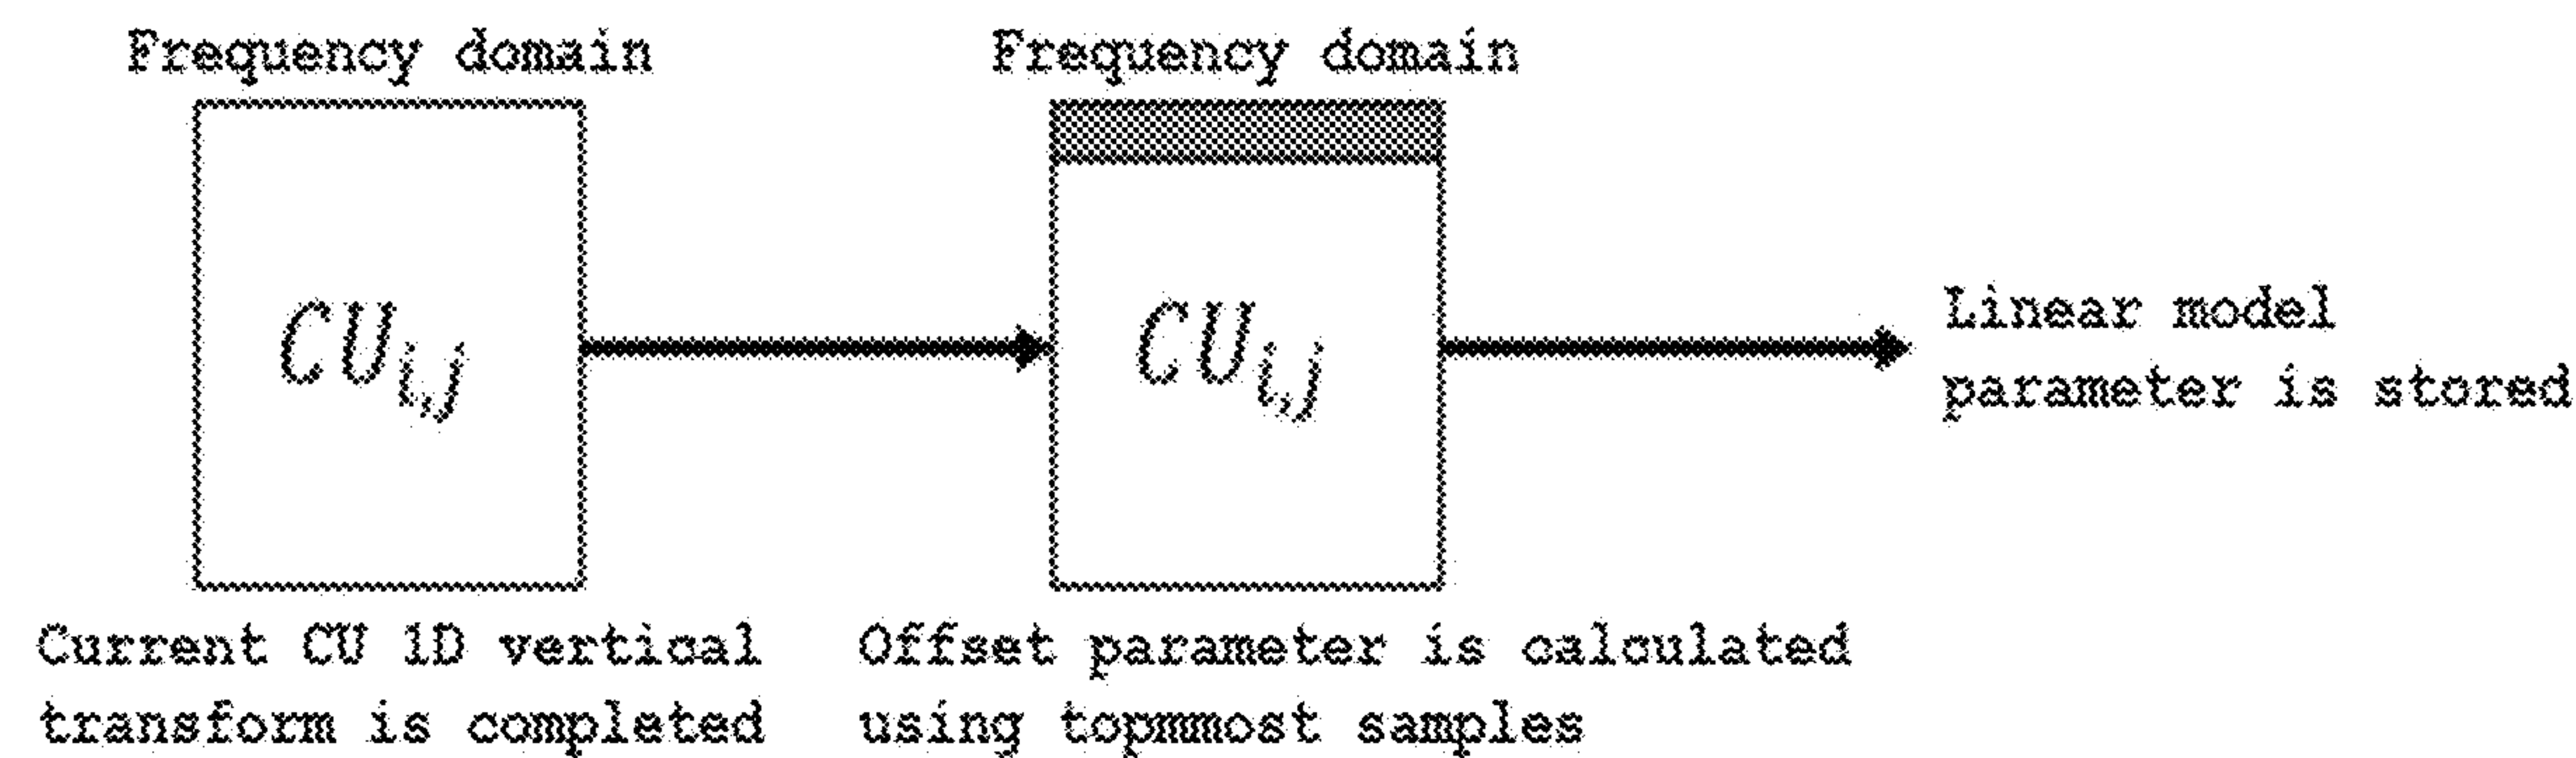 Frequency domain
Frequency domain
CUi,j
CUi,j
Linear model
parameter is stored
Current CU 1D vertical
transform is completed
Offset parameter is calculated
using topmmost samples